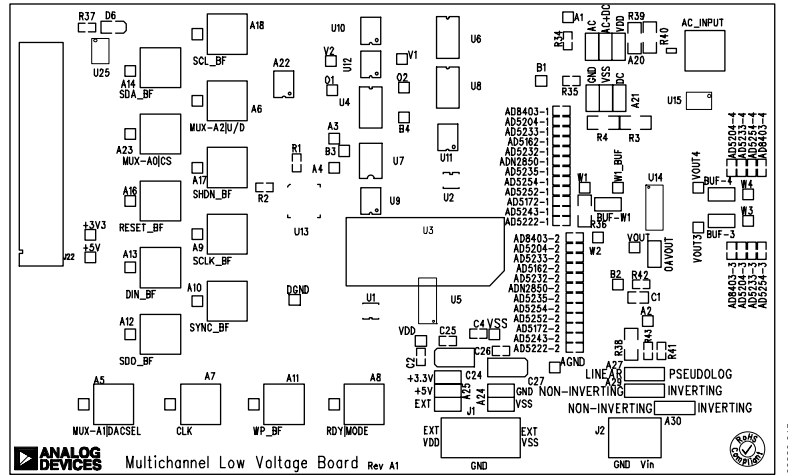 R37
D6
U25
A18
SCL_BF
A14
SDA_BF
A22
A6
MUX-A2|U/D
A23
MUX-A0|CS
A17
SHDN_BF
A16
RESET_BF
+3V3
+5V
J22
A9
SCLK_BF
A13
DIN_BF
A10
SYNC_BF
A12
SDO_BF
A5
MUX-A1|DACSEL
A7
CLK
A11
WP_BF
A8
RDY|MODE
U10
V2
U12
O1
U4
A3
B3
A4
R1
R2
U13
DGND
U7
U9
U6
V1
O2
U8
B4
U11
U2
U3
U5
U1
A1
R34
B1
R35
AC
AC+DC
VDD
R39
R40
A20
GND
VSS
DC
A21
R4
R3
AC_INPUT
U15
AD8403-1
AD5204-1
AD5233-1
AD5162-1
AD5232-1
ADN2850-1
AD5235-1
AD5254-1
AD5252-1
AD5172-1
AD5243-1
AD5222-1
AD8403-2
AD5204-2
AD5233-2
AD5162-2
AD5232-2
ADN2850-2
AD5235-2
AD5254-2
AD5252-2
AD5172-2
AD5243-2
AD5222-2
W1
W1_BUF
BUF-W1
R36
W2
U14
VOUT
OAVOUT
B2
R42
C1
A2
R38
R43
R41
VOUT4
BUF-4
W4
VOUT3
BUF-3
W3
AD5204-4
AD5233-4
AD5254-4
AD8403-4
AD8403-3
AD5204-3
AD5233-3
AD5254-3
VDD
C25
C4
VSS
C2
C26
C24
C27
AGND
+3.3V
+5V
EXT
A25
A24
GND
VSS
J1
EXT
VDD
EXT
VSS
GND
A27
LINEAR
PSEUDOLOG
A29
NON-INVERTING
INVERTING
NON-INVERTING
INVERTING
A30
J2
GND Vin
ANALOG
DEVICES
Multichannel Low Voltage Board Rev A1
RoHS
Compliant